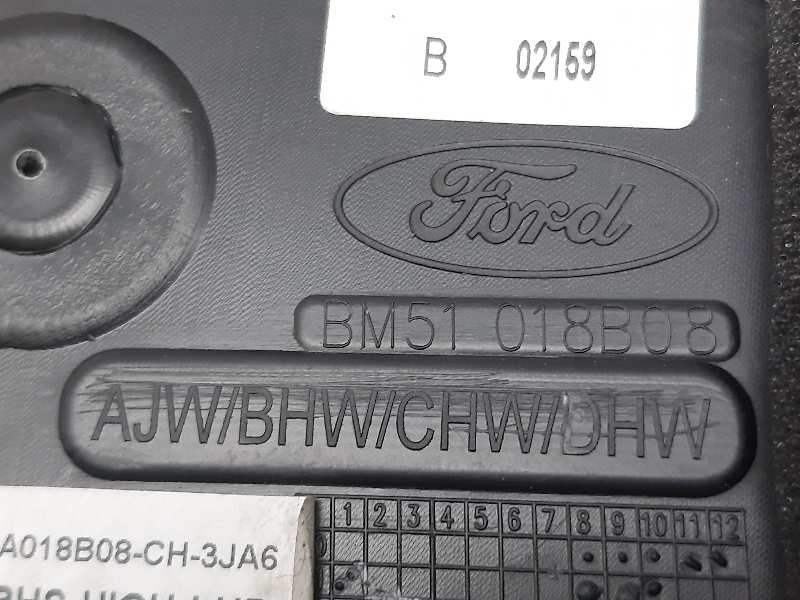 B 02159
Ford
BM51 018B08
AJW/BHW/CHW/DHW
1 2 3 4 5 6 7 8 9 10 11 12
A018B08-CH-3JA6